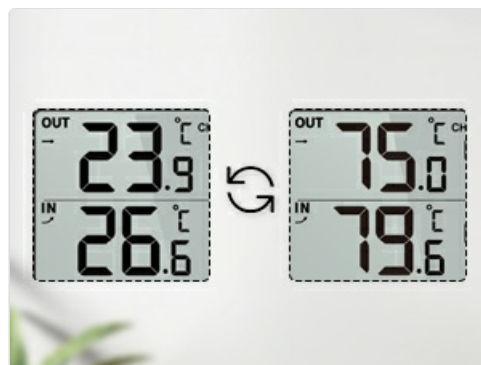 OUT 23.9 °C CH
IN 26.6 °C
OUT 75.0 °C CH
IN 79.6 °C